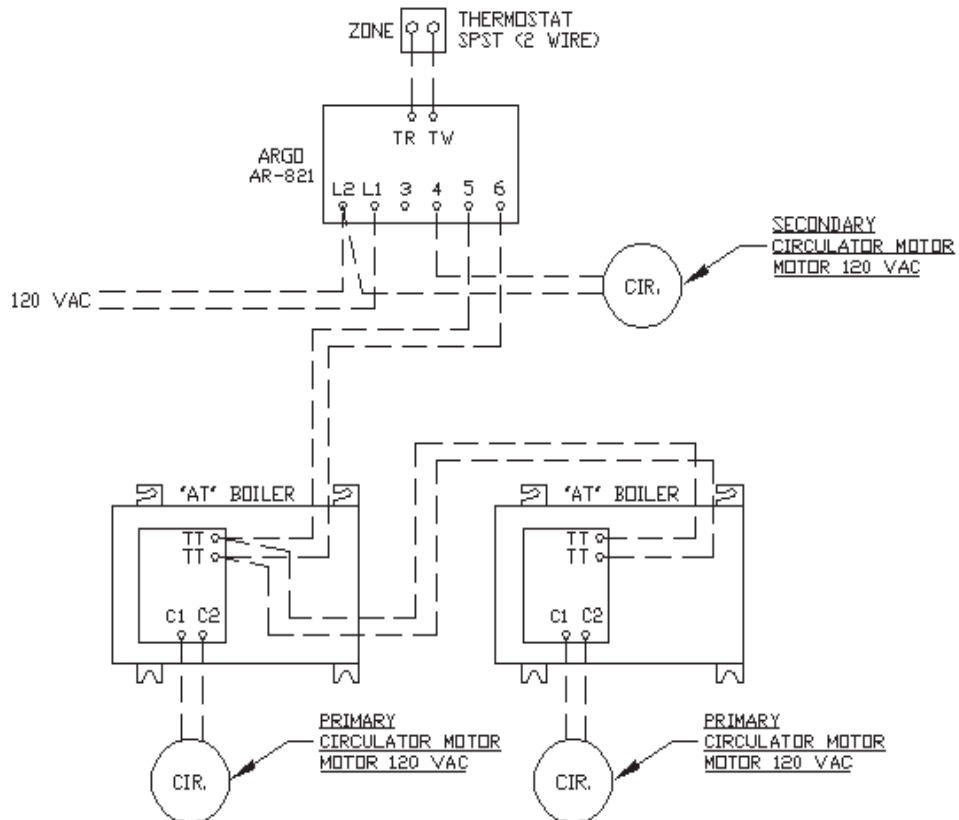 ZONE
THERMOSTAT
SPST (2 WIRE)
ARGO
AR-821
TR TW
L2 L1 3 4 5 6
120 VAC
CIR.
SECONDARY
CIRCULATOR MOTOR
MOTOR 120 VAC
'AT' BOILER
TT
TT
C1 C2
CIR.
PRIMARY
CIRCULATOR MOTOR
MOTOR 120 VAC
'AT' BOILER
TT
TT
C1 C2
CIR.
PRIMARY
CIRCULATOR MOTOR
MOTOR 120 VAC